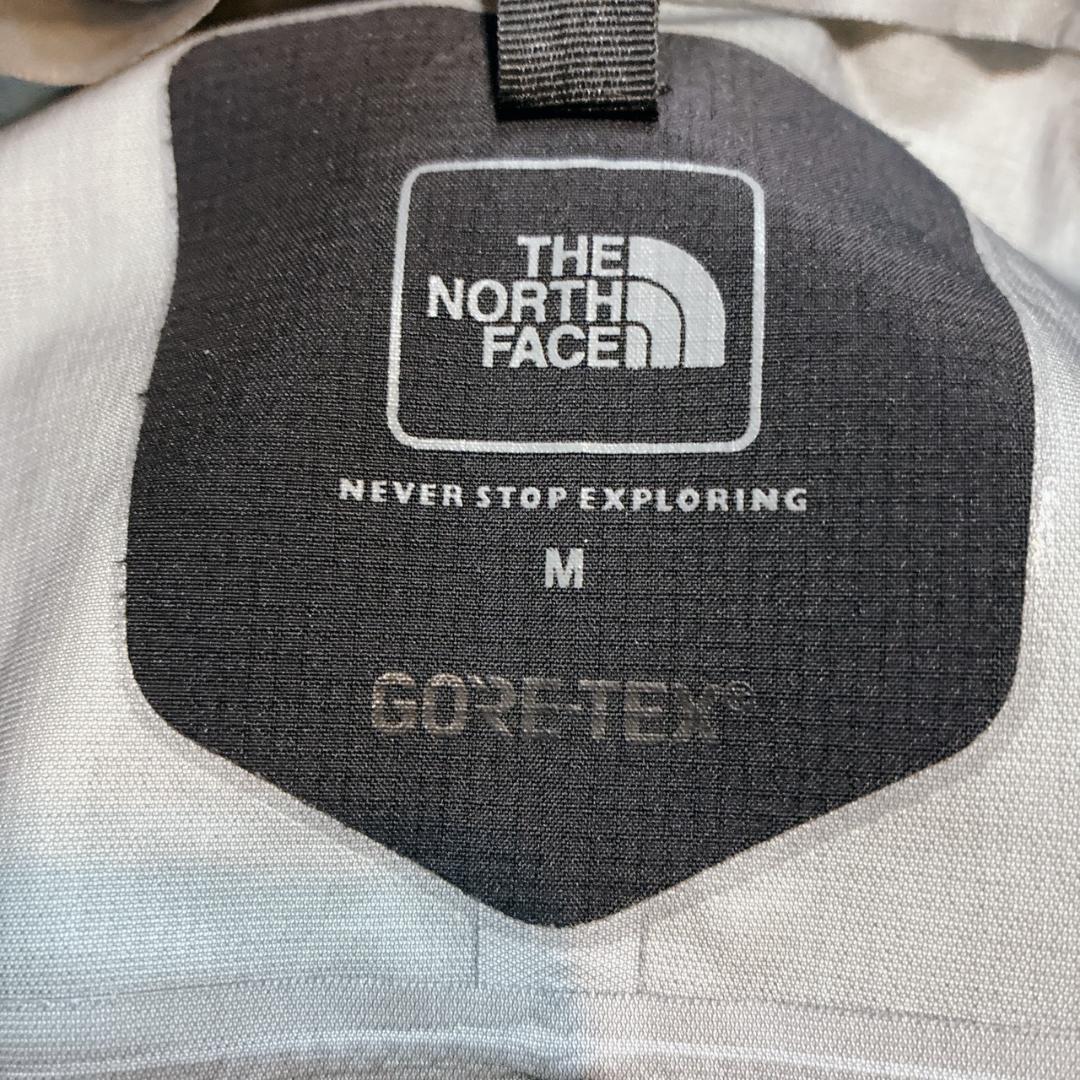 THE
NORTH
FACE
NEVER STOP EXPLORING
M
GORE-TEX®